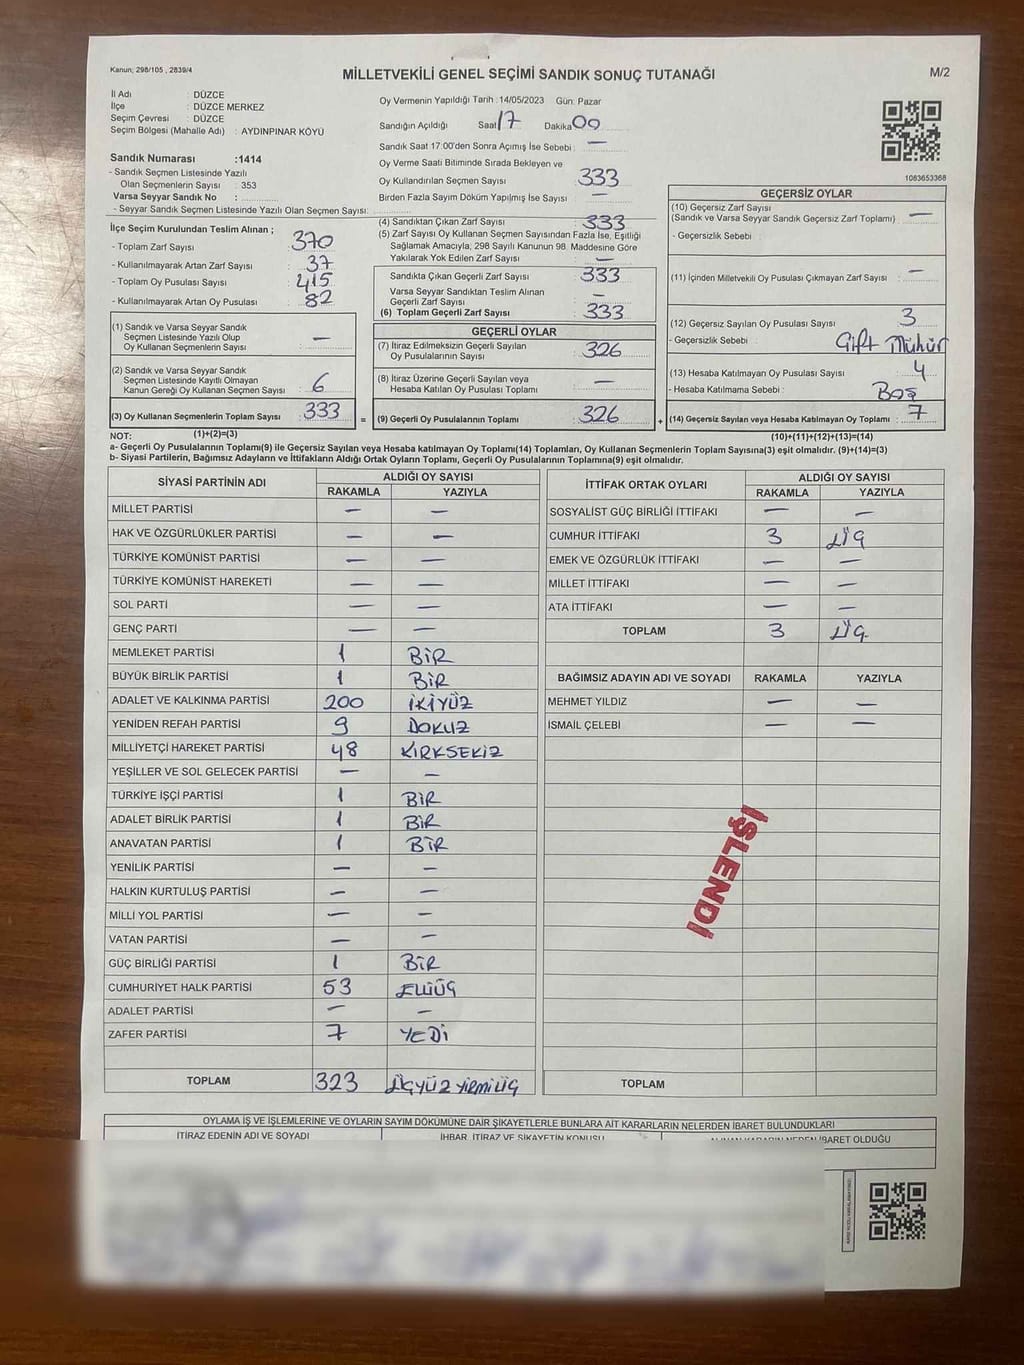 Kanun; 298/105 , 2839/4
MİLLETVEKİLİ GENEL SEÇİMİ SANDIK SONUÇ TUTANAĞI
M/2
İl Adı : DÜZCE
İlçe : DÜZCE MERKEZ
Seçim Çevresi : DÜZCE
Seçim Bölgesi (Mahalle Adı) : AYDINPINAR KÖYÜ
Sandık Numarası :1414
- Sandık Seçmen Listesinde Yazılı
Olan Seçmenlerin Sayısı : 353
Varsa Seyyar Sandık No :
- Seyyar Sandık Seçmen Listesinde Yazılı Olan Seçmen Sayısı:
Oy Vermenin Yapıldığı Tarih :14/05/2023 Gün: Pazar
Sandığın Açıldığı Saat 17 Dakika 00
Sandık Saat 17:00'den Sonra Açımış İse Sebebi : —
Oy Verme Saati Bitiminde Sırada Bekleyen ve
Oy Kullandırılan Seçmen Sayısı 333
Birden Fazla Sayım Döküm Yapılmış İse Sayısı —
1083653368
İlçe Seçim Kurulundan Teslim Alınan ;
- Toplam Zarf Sayısı : 370
- Kullanılmayarak Artan Zarf Sayısı : 37
- Toplam Oy Pusulası Sayısı : 415
- Kullanılmayarak Artan Oy Pusulası : 82
(4) Sandıktan Çıkan Zarf Sayısı : 333
(5) Zarf Sayısı Oy Kullanan Seçmen Sayısından Fazla İse, Eşitliği
Sağlamak Amacıyla; 298 Sayılı Kanunun 98. Maddesine Göre
Yakılarak Yok Edilen Zarf Sayısı : —
Sandıkta Çıkan Geçerli Zarf Sayısı : 333
Varsa Seyyar Sandıktan Teslim Alınan
Geçerli Zarf Sayısı : —
(6) Toplam Geçerli Zarf Sayısı : 333
GEÇERSİZ OYLAR
(10) Geçersiz Zarf Sayısı
(Sandık ve Varsa Seyyar Sandık Geçersiz Zarf Toplamı) : —
- Geçersizlik Sebebi :
(11) İçinden Milletvekili Oy Pusulası Çıkmayan Zarf Sayısı : —
(12) Geçersiz Sayılan Oy Pusulası Sayısı : 3
- Geçersizlik Sebebi : Çift Mühür
(13) Hesaba Katılmayan Oy Pusulası Sayısı : 4
- Hesaba Katılmama Sebebi : Boş
(14) Geçersiz Sayılan veya Hesaba Katılmayan Oy Toplamı : 7
(10)+(11)+(12)+(13)=(14)
(1) Sandık ve Varsa Seyyar Sandık
Seçmen Listesinde Yazılı Olup
Oy Kullanan Seçmenlerin Sayısı : —
(2) Sandık ve Varsa Seyyar Sandık
Seçmen Listesinde Kayıtlı Olmayan
Kanun Gereği Oy Kullanan Seçmen Sayısı : 6
(3) Oy Kullanan Seçmenlerin Toplam Sayısı : 333 =
(1)+(2)=(3)
GEÇERLİ OYLAR
(7) İtiraz Edilmeksizin Geçerli Sayılan
Oy Pusulalarının Sayısı : 326
(8) İtiraz Üzerine Geçerli Sayılan veya
Hesaba Katılan Oy Pusulası Toplamı : —
(9) Geçerli Oy Pusulalarının Toplamı : 326 +
NOT:
a- Geçerli Oy Pusulalarının Toplamı(9) ile Geçersiz Sayılan veya Hesaba katılmayan Oy Toplamı(14) Toplamları, Oy Kullanan Seçmenlerin Toplam Sayısına(3) eşit olmalıdır. (9)+(14)=(3)
b- Siyasi Partilerin, Bağımsız Adayların ve İttifakların Aldığı Ortak Oyların Toplamı, Geçerli Oy Pusulalarının Toplamına(9) eşit olmalıdır.
SİYASİ PARTİNİN ADI
ALDIĞI OY SAYISI
RAKAMLA YAZIYLA
MİLLET PARTİSİ — —
HAK VE ÖZGÜRLÜKLER PARTİSİ — —
TÜRKİYE KOMÜNİST PARTİSİ — —
TÜRKİYE KOMÜNİST HAREKETİ — —
SOL PARTİ — —
GENÇ PARTİ — —
MEMLEKET PARTİSİ 1 BİR
BÜYÜK BİRLİK PARTİSİ 1 BİR
ADALET VE KALKINMA PARTİSİ 200 İKİYÜZ
YENİDEN REFAH PARTİSİ 9 DOKUZ
MİLLİYETÇİ HAREKET PARTİSİ 48 KIRKSEKİZ
YEŞİLLER VE SOL GELECEK PARTİSİ — —
TÜRKİYE İŞÇİ PARTİSİ 1 BİR
ADALET BİRLİK PARTİSİ 1 BİR
ANAVATAN PARTİSİ 1 BİR
YENİLİK PARTİSİ — —
HALKIN KURTULUŞ PARTİSİ — —
MİLLİ YOL PARTİSİ — —
VATAN PARTİSİ — —
GÜÇ BİRLİĞİ PARTİSİ 1 BİR
CUMHURİYET HALK PARTİSİ 53 ELLİÜÇ
ADALET PARTİSİ — —
ZAFER PARTİSİ 7 YEDİ
TOPLAM 323 ÜÇYÜZ YİRMİÜÇ
İTTİFAK ORTAK OYLARI
ALDIĞI OY SAYISI
RAKAMLA YAZIYLA
SOSYALİST GÜÇ BİRLİĞİ İTTİFAKI — —
CUMHUR İTTİFAKI 3 ÜÇ
EMEK VE ÖZGÜRLÜK İTTİFAKI — —
MİLLET İTTİFAKI — —
ATA İTTİFAKI — —
TOPLAM 3 ÜÇ
BAĞIMSIZ ADAYIN ADI VE SOYADI RAKAMLA YAZIYLA
MEHMET YILDIZ — —
İSMAİL ÇELEBİ — —
İŞLENDİ
TOPLAM
OYLAMA İŞ VE İŞLEMLERİNE VE OYLARIN SAYIM DÖKÜMÜNE DAİR ŞİKAYETLERLE BUNLARA AİT KARARLARIN NELERDEN İBARET BULUNDUKLARI
İTİRAZ EDENİN ADI VE SOYADI
İHBAR, İTİRAZ VE ŞİKAYETİN KONUSU
ALINAN KARARIN NEDEN İBARET OLDUĞU